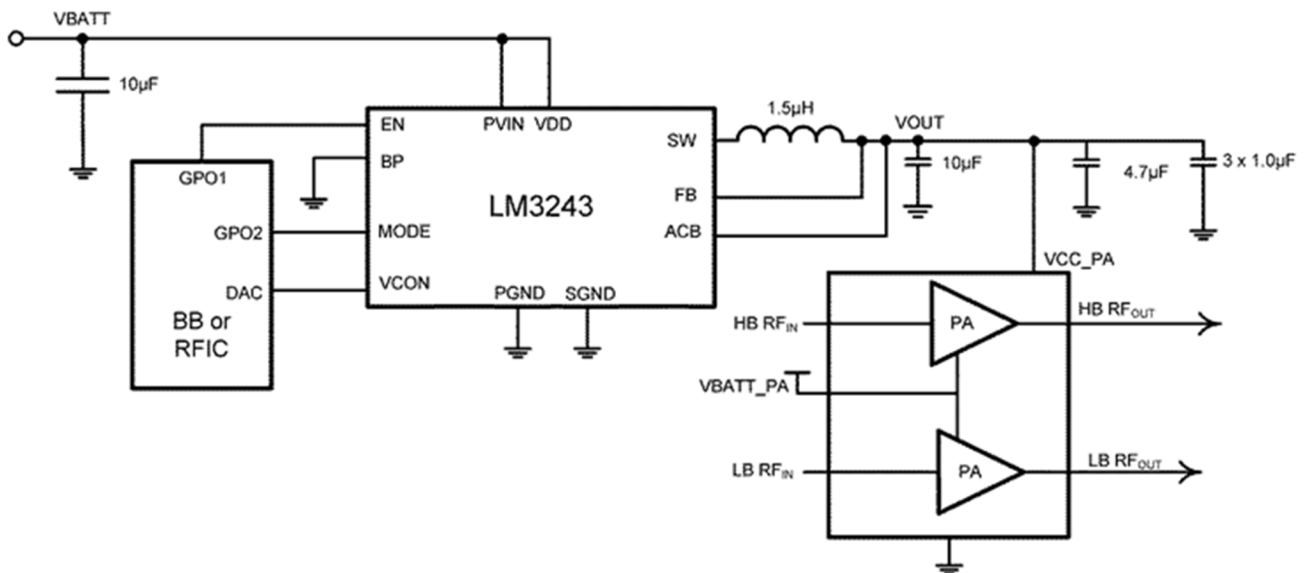 VBATT
10µF
1.5µH
EN
PVIN VDD
SW
VOUT
BP
10µF
4.7µF
3 x 1.0µF
GPO1
LM3243
FB
GPO2
MODE
ACB
DAC
VCON
PGND SGND
VCC_PA
BB or
RFIC
HB RFIN
PA
HB RFOUT
VBATT_PA
LB RFIN
PA
LB RFOUT